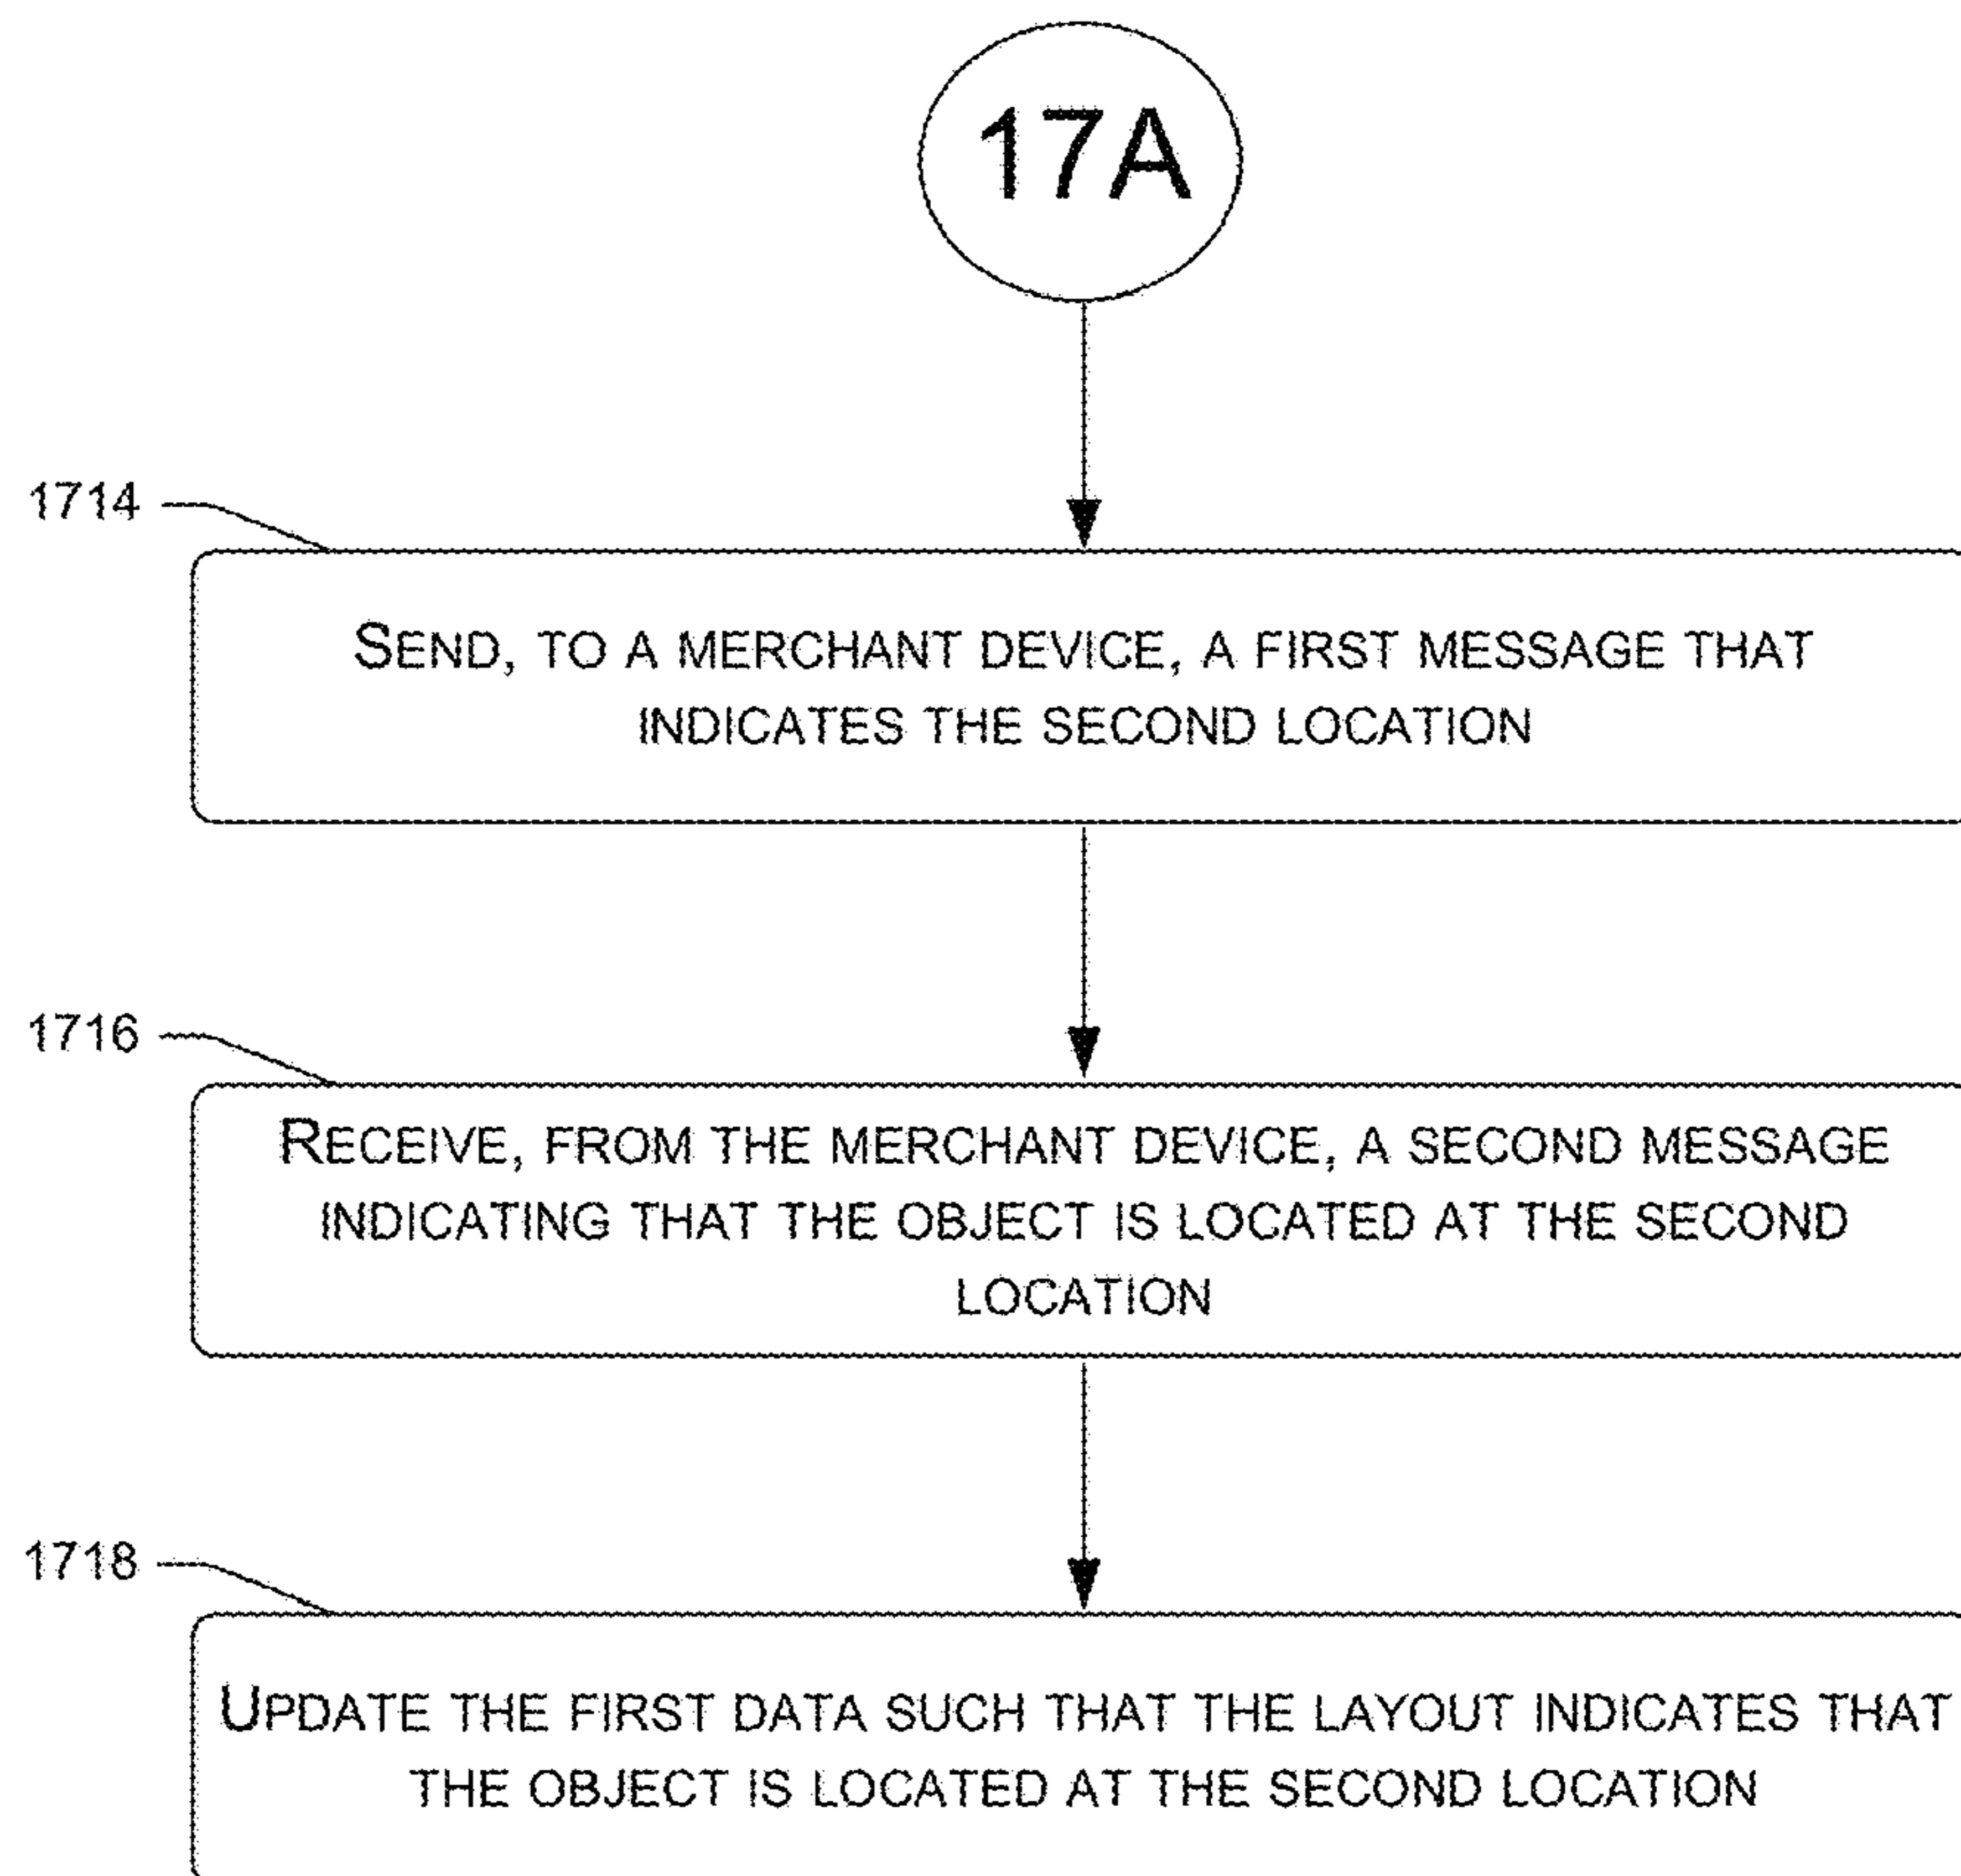 17A
1714
SEND, TO A MERCHANT DEVICE, A FIRST MESSAGE THAT
INDICATES THE SECOND LOCATION
1716
RECEIVE, FROM THE MERCHANT DEVICE, A SECOND MESSAGE
INDICATING THAT THE OBJECT IS LOCATED AT THE SECOND
LOCATION
1718
UPDATE THE FIRST DATA SUCH THAT THE LAYOUT INDICATES THAT
THE OBJECT IS LOCATED AT THE SECOND LOCATION